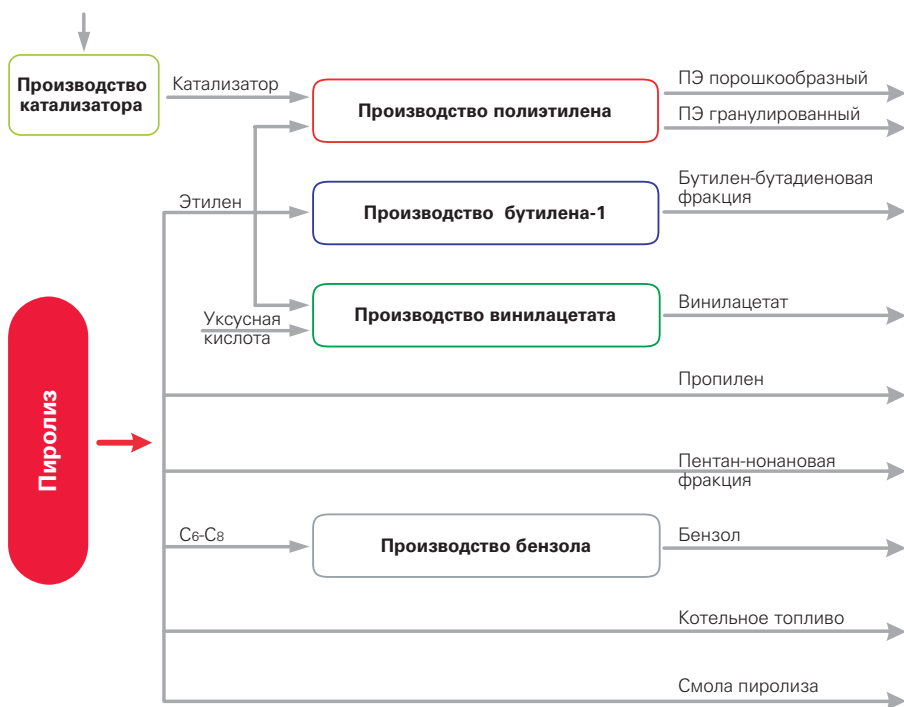 Производство
катализатора
Катализатор
Производство полиэтилена
ПЭ порошкообразный
ПЭ гранулированный
Этилен
Производство бутилена-1
Бутилен-бутадиеновая
фракция
Уксусная
кислота
Производство винилацетата
Винилацетат
Пропилен
Пиролиз
Пентан-нонановая
фракция
C6-C8
Производство бензола
Бензол
Котельное топливо
Смола пиролиза